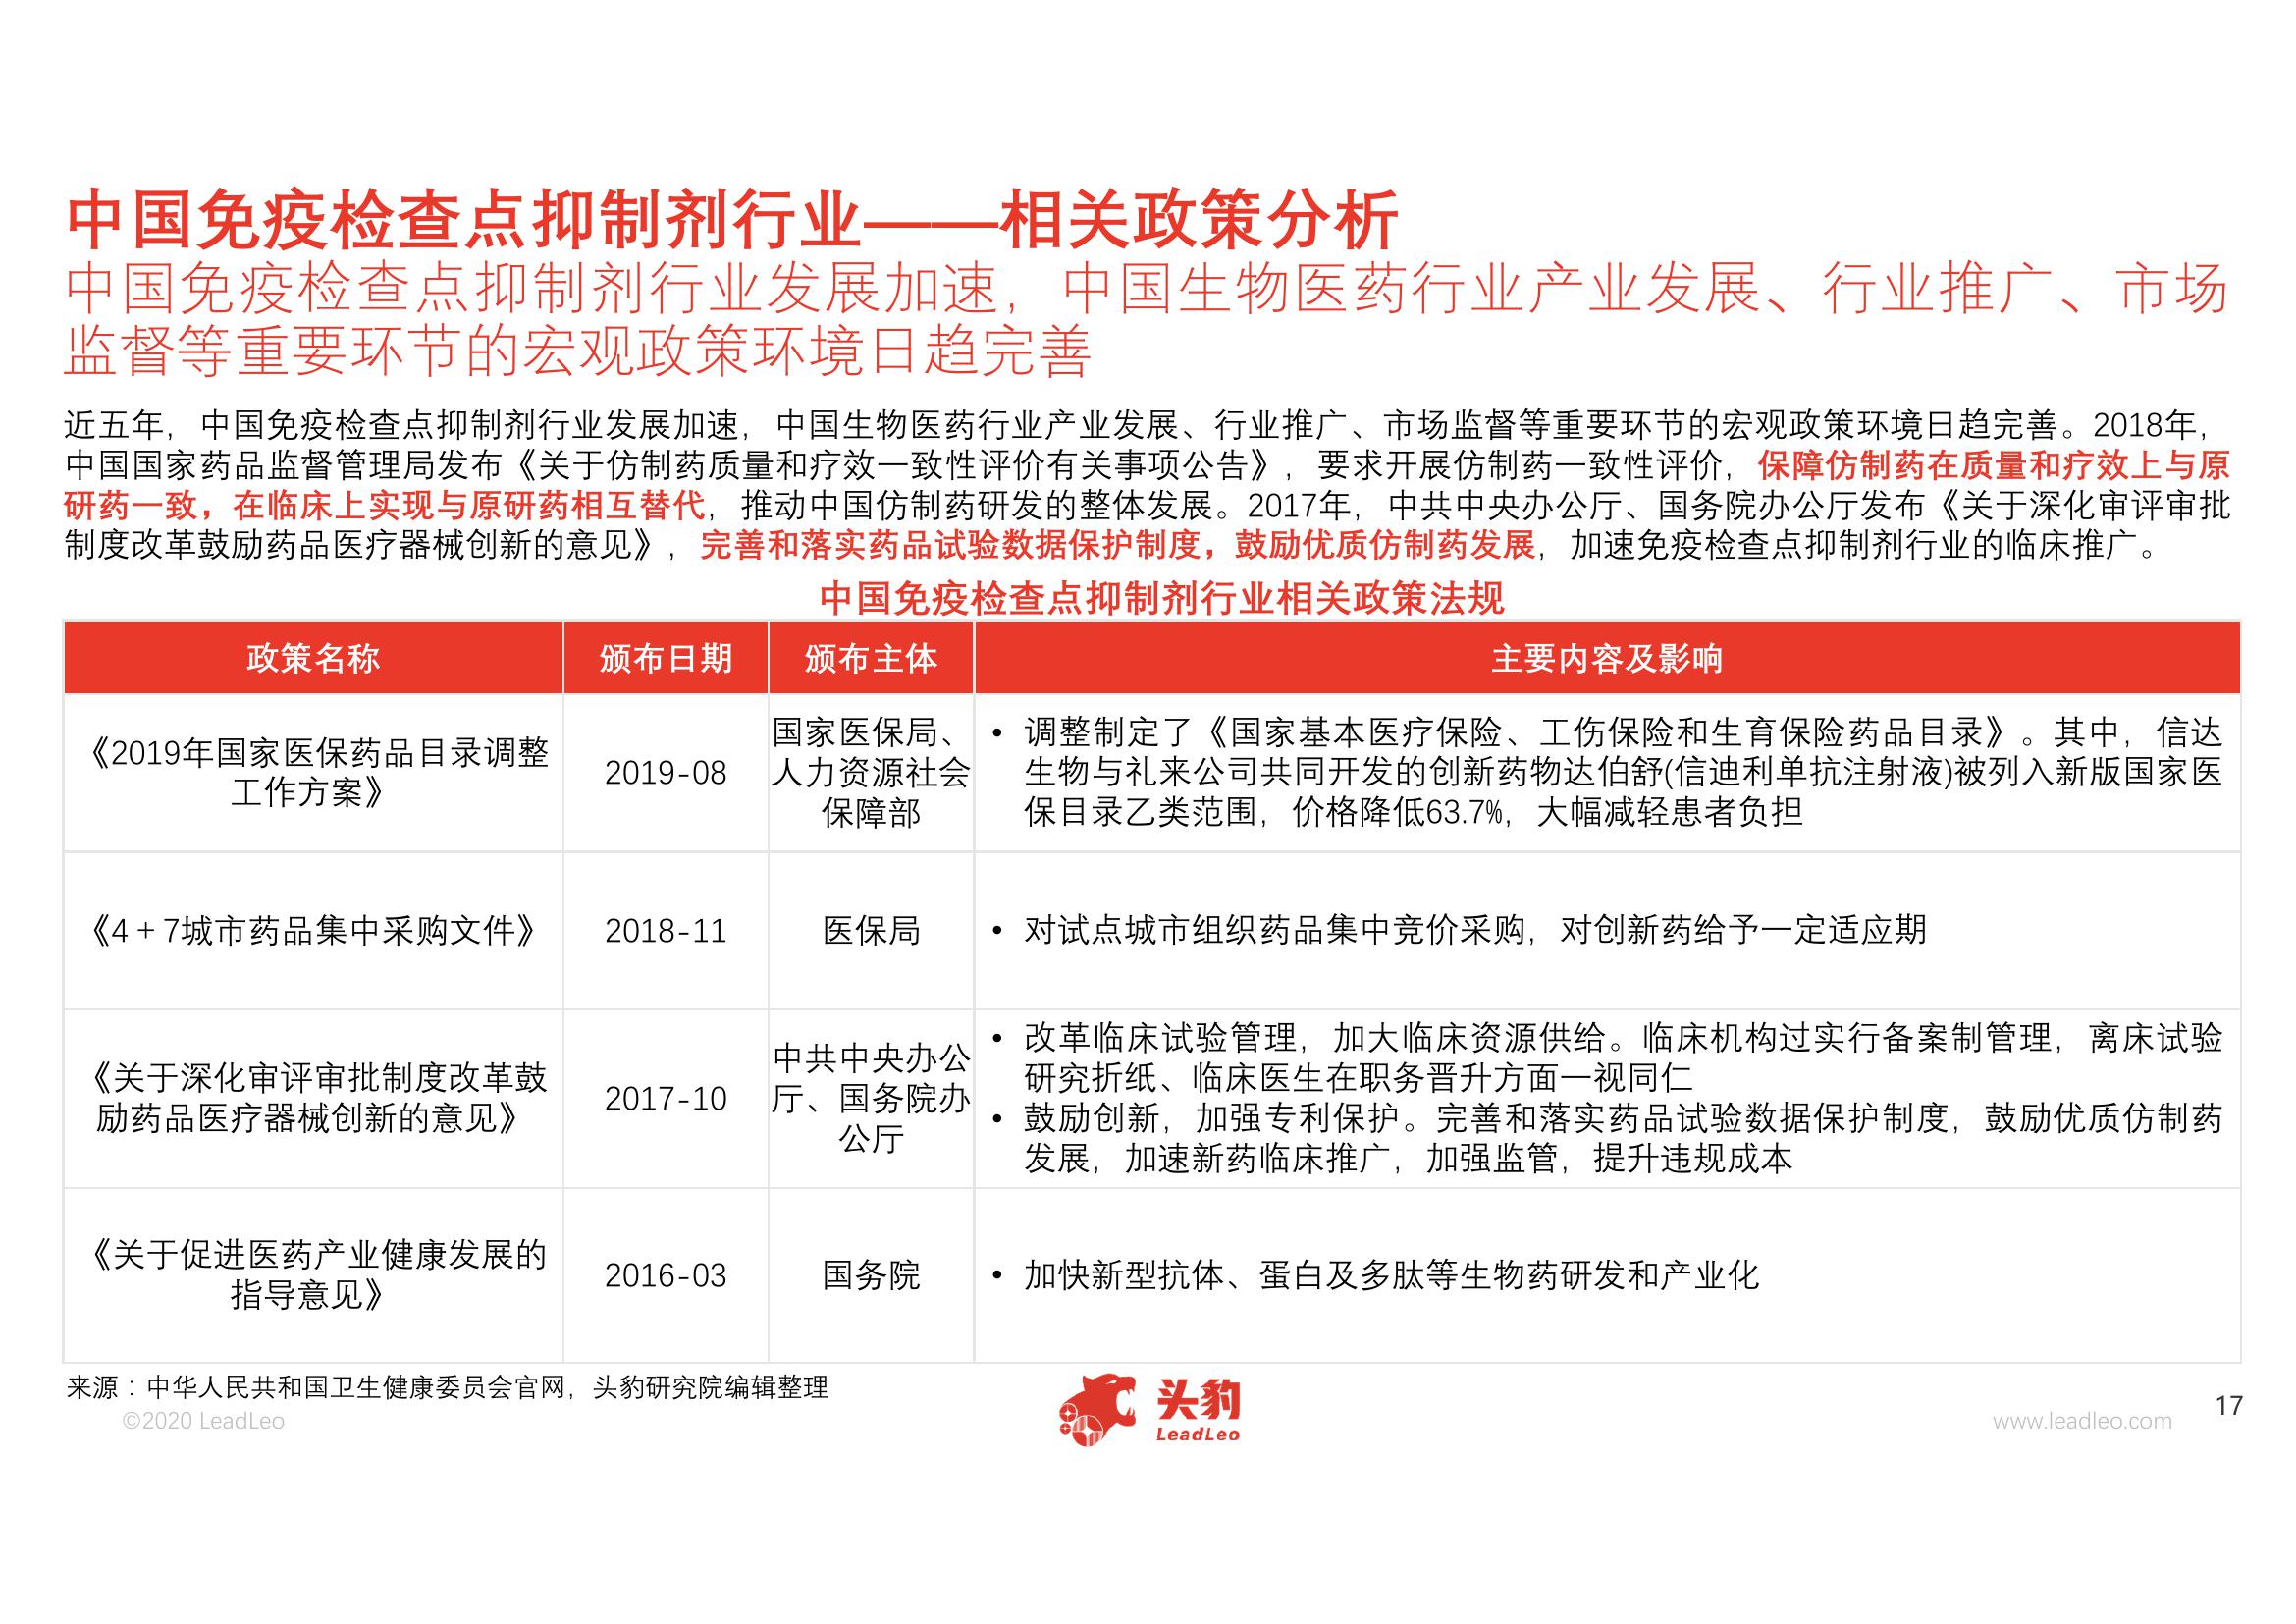 中国免疫检查点抑制剂行业——相关政策分析
中国免疫检查点抑制剂行业发展加速，中国生物医药行业产业发展、行业推广、市场
监督等重要环节的宏观政策环境日趋完善
近五年，中国免疫检查点抑制剂行业发展加速，中国生物医药行业产业发展、行业推广、市场监督等重要环节的宏观政策环境日趋完善。2018年，
中国国家药品监督管理局发布《关于仿制药质量和疗效一致性评价有关事项公告》，要求开展仿制药一致性评价，保障仿制药在质量和疗效上与原
研药一致，在临床上实现与原研药相互替代，推动中国仿制药研发的整体发展。2017年，中共中央办公厅、国务院办公厅发布《关于深化审评审批
制度改革鼓励药品医疗器械创新的意见》，完善和落实药品试验数据保护制度，鼓励优质仿制药发展，加速免疫检查点抑制剂行业的临床推广。
中国免疫检查点抑制剂行业相关政策法规
政策名称 颁布日期 颁布主体 主要内容及影响
《2019年国家医保药品目录调整
工作方案》
2019-08
国家医保局、
人力资源社会
保障部
• 调整制定了《国家基本医疗保险、工伤保险和生育保险药品目录》。其中，信达
生物与礼来公司共同开发的创新药物达伯舒(信迪利单抗注射液)被列入新版国家医
保目录乙类范围，价格降低63.7%，大幅减轻患者负担
《4+7城市药品集中采购文件》
2018-11
医保局
• 对试点城市组织药品集中竞价采购，对创新药给予一定适应期
《关于深化审评审批制度改革鼓
励药品医疗器械创新的意见》
2017-10
中共中央办公
厅、国务院办
公厅
• 改革临床试验管理，加大临床资源供给。临床机构过实行备案制管理，离床试验
研究折纸、临床医生在职务晋升方面一视同仁
• 鼓励创新，加强专利保护。完善和落实药品试验数据保护制度，鼓励优质仿制药
发展，加速新药临床推广，加强监管，提升违规成本
《关于促进医药产业健康发展的
指导意见》
2016-03
国务院
• 加快新型抗体、蛋白及多肽等生物药研发和产业化
来源：中华人民共和国卫生健康委员会官网，头豹研究院编辑整理
©2020 LeadLeo
头豹
LeadLeo
www.leadleo.com
17